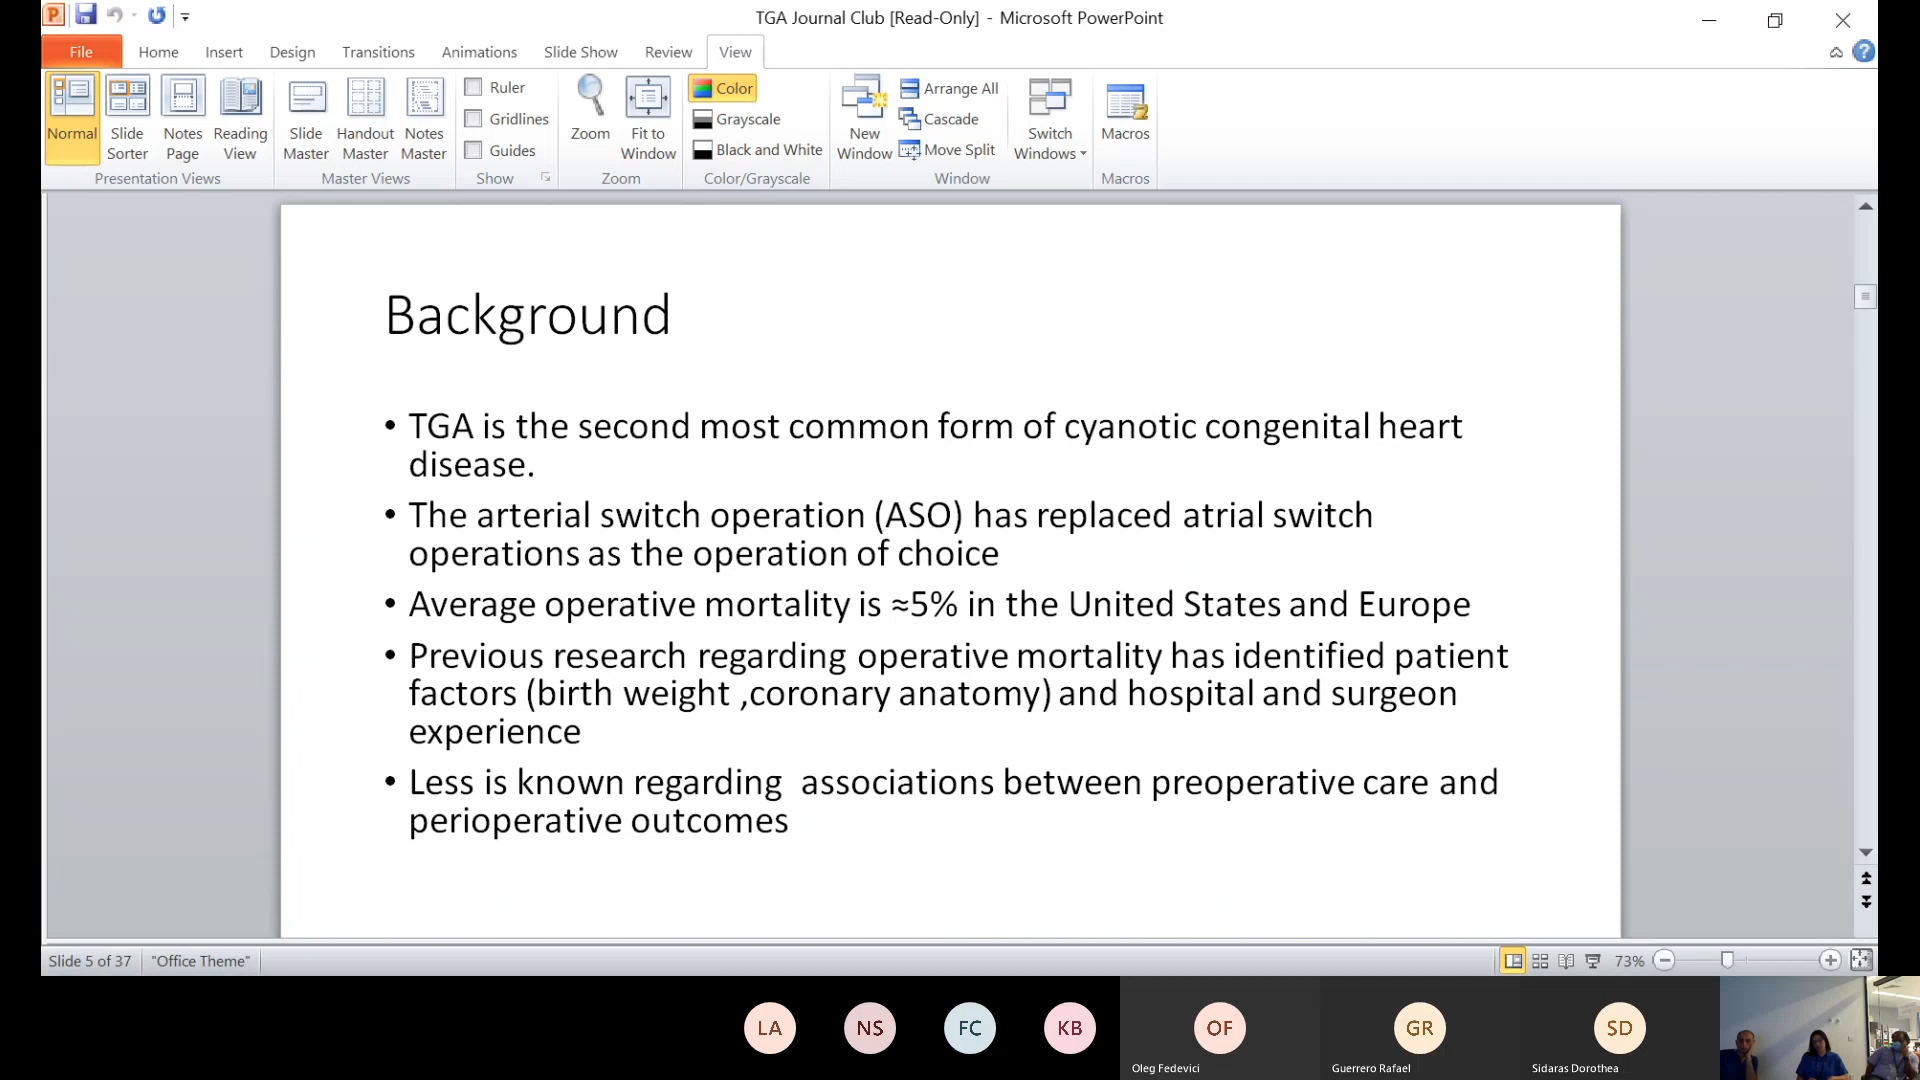 TGA Journal Club [Read-Only] - Microsoft PowerPoint
File Home Insert Design Transitions Animations Slide Show Review View
Normal
Slide Sorter
Notes Page
Reading View
Presentation Views
Slide Master
Handout Master
Notes Master
Master Views
Ruler
Gridlines
Guides
Show
Zoom
Fit to Window
Zoom
Color
Grayscale
Black and White
Color/Grayscale
New Window
Arrange All
Cascade
Move Split
Switch Windows
Window
Macros
Macros
Background
• TGA is the second most common form of cyanotic congenital heart
disease.
• The arterial switch operation (ASO) has replaced atrial switch
operations as the operation of choice
• Average operative mortality is ≈5% in the United States and Europe
• Previous research regarding operative mortality has identified patient
factors (birth weight ,coronary anatomy) and hospital and surgeon
experience
• Less is known regarding  associations between preoperative care and
perioperative outcomes
Slide 5 of 37 "Office Theme" 73%
LA NS FC KB OF GR SD
Oleg Fedevici Guerrero Rafael Sidaras Dorothea